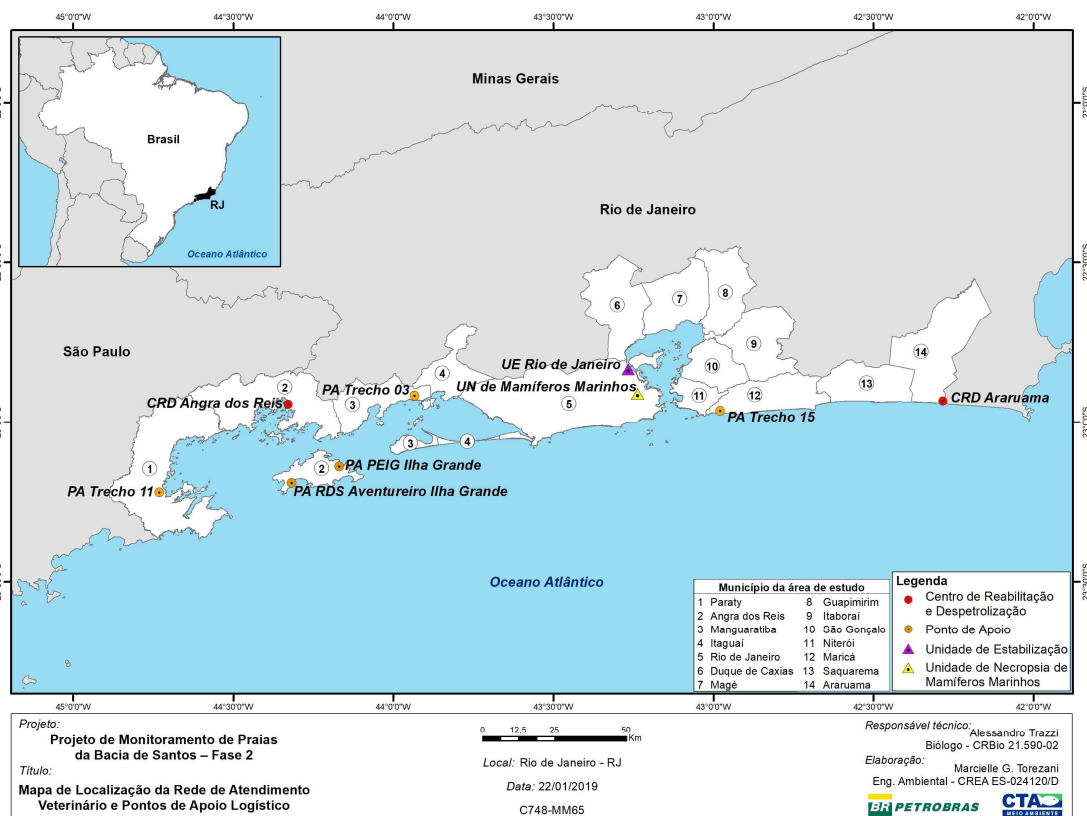 45°0'0"W 44°30'0"W 44°0'0"W 43°30'0"W 43°0'0"W 42°30'0"W 42°0'0"W
Minas Gerais
Brasil
RJ
Oceano Atlântico
Rio de Janeiro
22°30'0"S
São Paulo
6
7
8
9
10
14
UE Rio de Janeiro
4
2
PA Trecho 03
UN de Mamíferos Marinhos
CRD Angra dos Reis
3
5
11
12
13
CRD Araruama
PA Trecho 15
3
4
1
2
PA PEIG Ilha Grande
PA Trecho 11
PA RDS Aventureiro Ilha Grande
Oceano Atlântico
23°30'0"S
Município da área de estudo
1 Paraty 8 Guapimirim
2 Angra dos Reis 9 Itaboraí
3 Manguaratiba 10 São Gonçalo
4 Itaguaí 11 Niterói
5 Rio de Janeiro 12 Maricá
6 Duque de Caxias 13 Saquarema
7 Magé 14 Araruama
Legenda
Centro de Reabilitação
e Despetrolização
Ponto de Apoio
Unidade de Estabilização
Unidade de Necropsia de
Mamíferos Marinhos
45°0'0"W 44°30'0"W 44°0'0"W 43°30'0"W 43°0'0"W 42°30'0"W 42°0'0"W
Projeto:
Projeto de Monitoramento de Praias
da Bacia de Santos – Fase 2
Título:
Mapa de Localização da Rede de Atendimento
Veterinário e Pontos de Apoio Logístico
0 12,5 25 50
Km
Local: Rio de Janeiro - RJ
Data: 22/01/2019
C748-MM65
Responsável técnico:
Alessandro Trazzi
Biólogo - CRBio 21.590-02
Elaboração:
Marcielle G. Torezani
Eng. Ambiental - CREA ES-024120/D
BR PETROBRAS
CTA
MEIO AMBIENTE